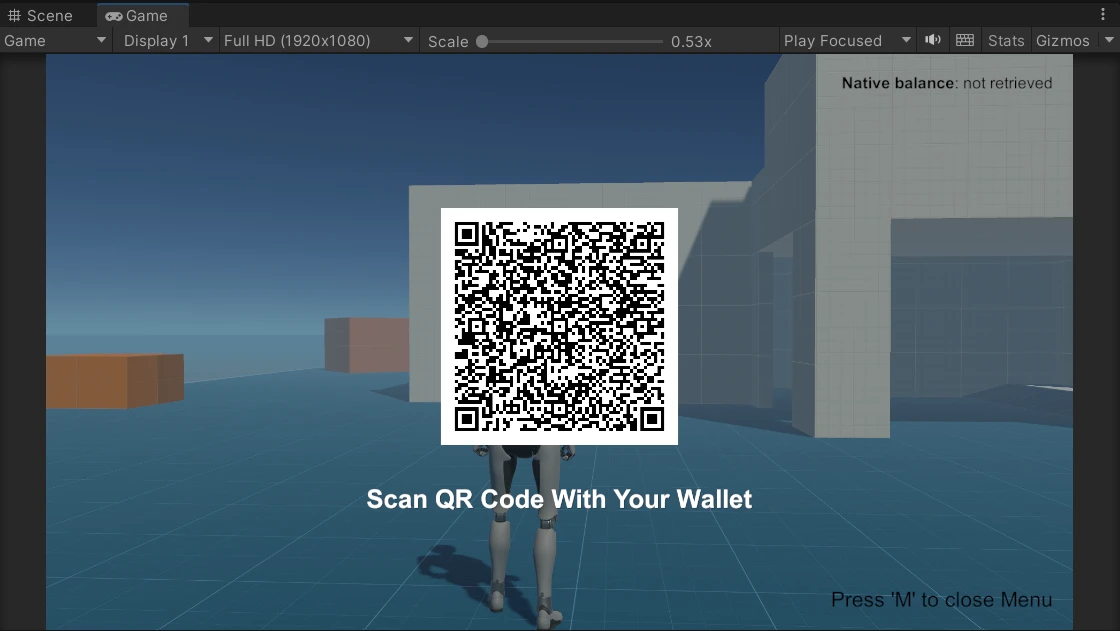 Scene Game
Game Display 1 Full HD (1920x1080) Scale 0.53x Play Focused Stats Gizmos
Native balance: not retrieved
Scan QR Code With Your Wallet
Press 'M' to close Menu